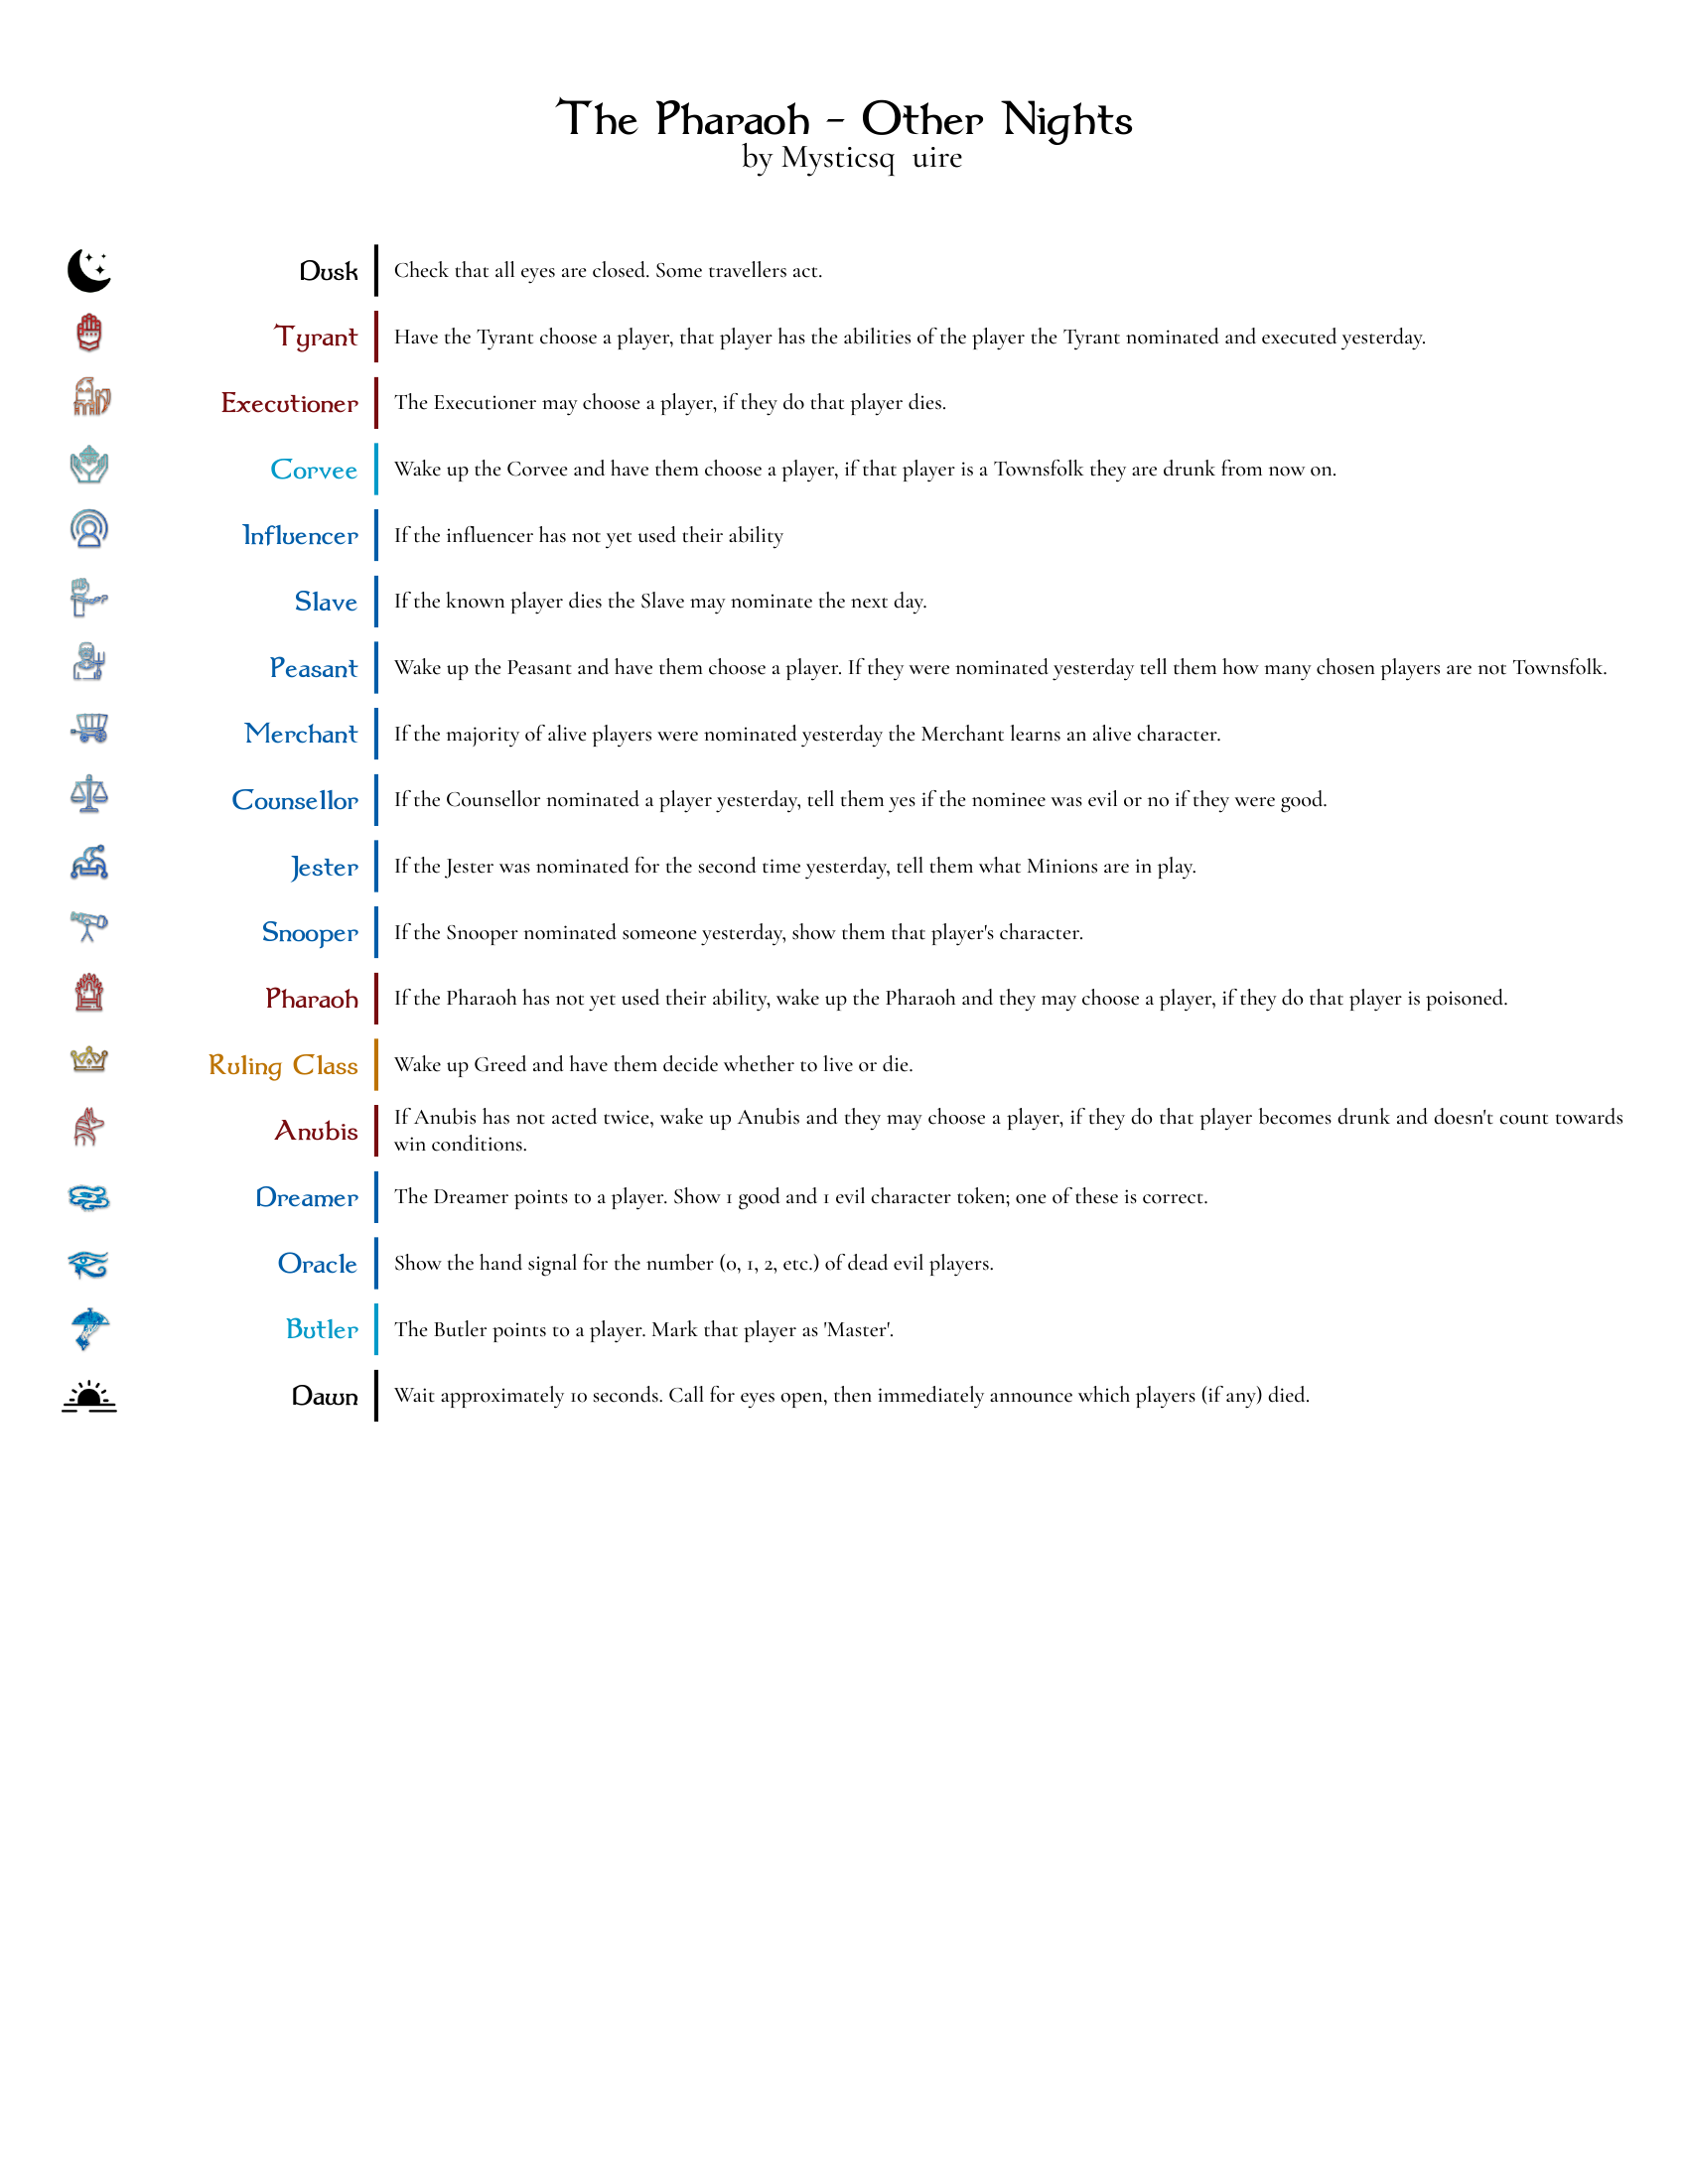 The Pharaoh - Other Nights
by Mysticsq uire
Dusk
Check that all eyes are closed. Some travellers act.
Tyrant
Have the Tyrant choose a player, that player has the abilities of the player the Tyrant nominated and executed yesterday.
Executioner
The Executioner may choose a player, if they do that player dies.
Corvee
Wake up the Corvee and have them choose a player, if that player is a Townsfolk they are drunk from now on.
Influencer
If the influencer has not yet used their ability
Slave
If the known player dies the Slave may nominate the next day.
Peasant
Wake up the Peasant and have them choose a player. If they were nominated yesterday tell them how many chosen players are not Townsfolk.
Merchant
If the majority of alive players were nominated yesterday the Merchant learns an alive character.
Counsellor
If the Counsellor nominated a player yesterday, tell them yes if the nominee was evil or no if they were good.
Jester
If the Jester was nominated for the second time yesterday, tell them what Minions are in play.
Snooper
If the Snooper nominated someone yesterday, show them that player's character.
Pharaoh
If the Pharaoh has not yet used their ability, wake up the Pharaoh and they may choose a player, if they do that player is poisoned.
Ruling Class
Wake up Greed and have them decide whether to live or die.
Anubis
If Anubis has not acted twice, wake up Anubis and they may choose a player, if they do that player becomes drunk and doesn't count towards
win conditions.
Dreamer
The Dreamer points to a player. Show 1 good and 1 evil character token; one of these is correct.
Oracle
Show the hand signal for the number (0, 1, 2, etc.) of dead evil players.
Butler
The Butler points to a player. Mark that player as 'Master'.
Dawn
Wait approximately 10 seconds. Call for eyes open, then immediately announce which players (if any) died.